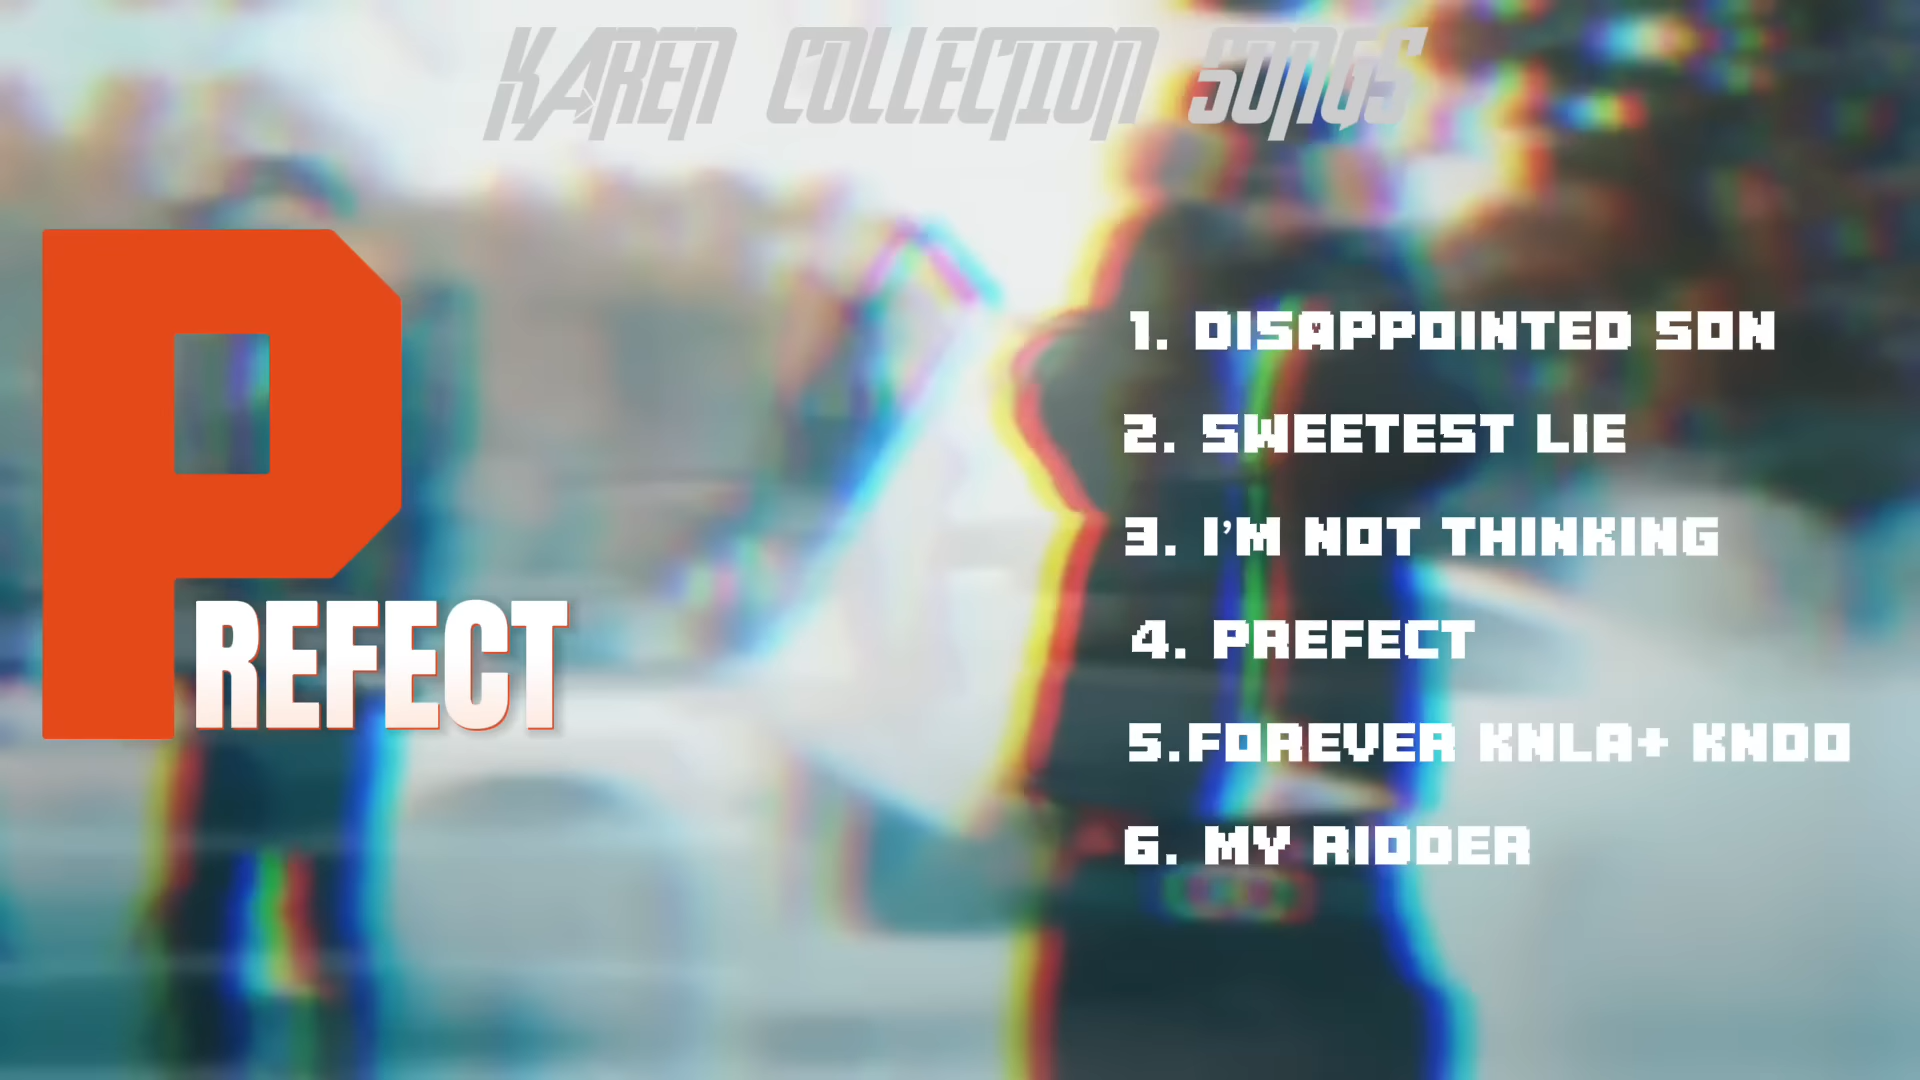 KAREN COLLECTION SONGS
PREFECT
1. DISAPPOINTED SON
2. SWEETEST LIE
3. I'M NOT THINKING
4. PREFECT
5.FOREVER KNLA+ KNDO
6. MY RIDDER